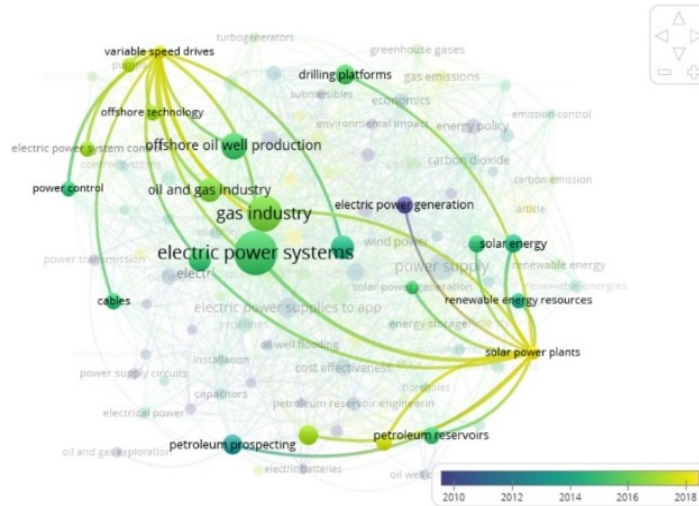 turbogenerators
variable speed drives
greenhouse gases
drilling platforms
gas emissions
submersibles
economics
offshore technology
emission control
environmental impact
energy policy
electric power system con
offshore oil well production
control systems
carbon dioxide
power control
oil and gas industry
carbon emission
electric power generation
gas industry
article
wind power
solar energy
electric power systems
power transmission
power supply
renewable energy
electri
solar power generation
renewable energies
cables
renewable energy resources
electric power supplies to app
pipelines
energy storage
oil well flooding
solar power plants
installation
cost effectiveness
power supply circuits
boreholes
capacitors
petroleum reservoir engineerin
electrical power
petroleum prospecting
petroleum reservoirs
oil and gas exploration
electric batteries
oil well
2010 2012 2014 2016 2018